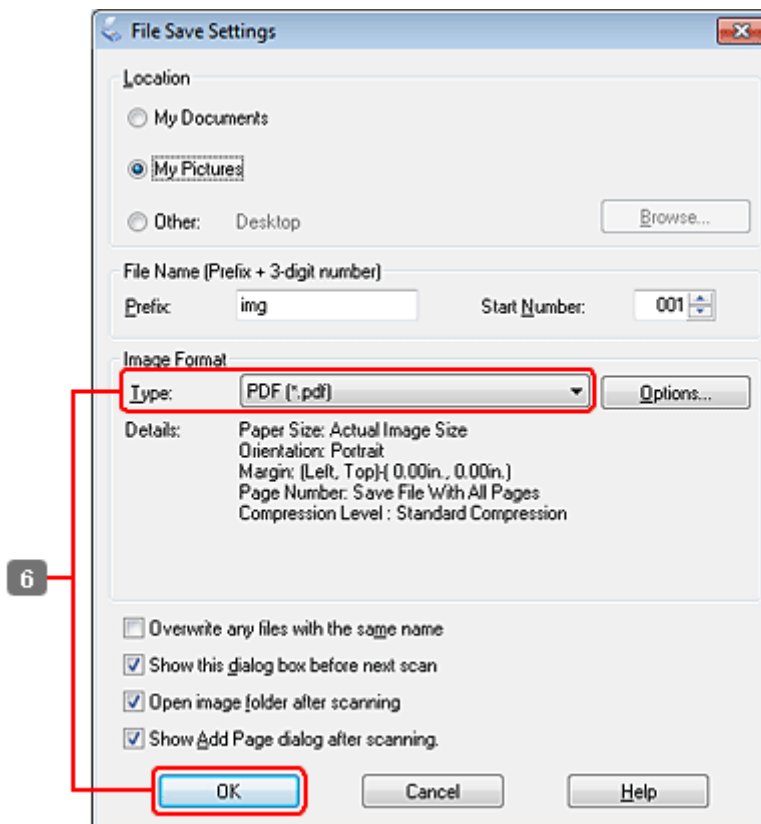 File Save Settings
Location
My Documents
My Pictures
Other: Desktop Browse...
File Name (Prefix + 3-digit number)
Prefix: img Start Number: 001
Image Format
Type: PDF (*.pdf) Options...
Details: Paper Size: Actual Image Size
Orientation: Portrait
Margin: (Left, Top)-( 0.00in., 0.00in.)
Page Number: Save File With All Pages
Compression Level : Standard Compression
6
Overwrite any files with the same name
Show this dialog box before next scan
Open image folder after scanning
Show Add Page dialog after scanning.
OK Cancel Help